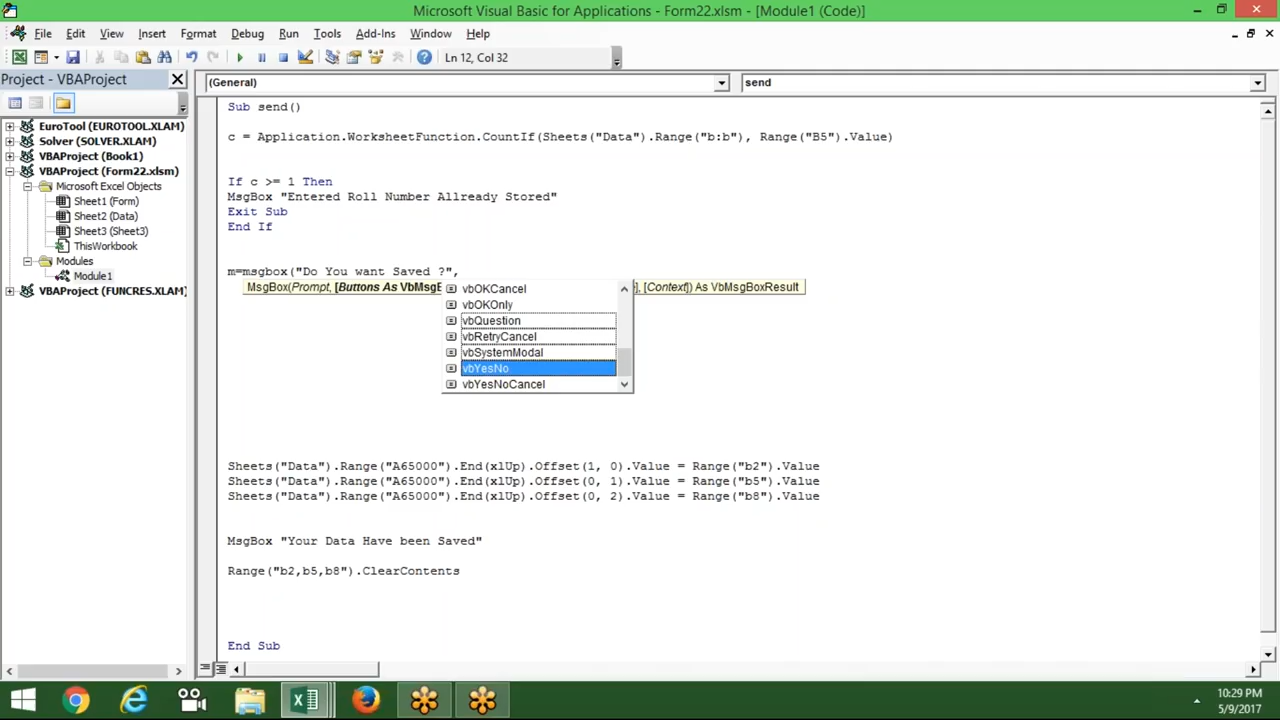 Microsoft Visual Basic for Applications - Form22.xlsm - [Module1 (Code)]
File Edit View Insert Format Debug Run Tools Add-Ins Window Help
Ln 12, Col 32
Project - VBAProject
(General)
send
EuroTool (EUROTOOL.XLAM)
Solver (SOLVER.XLAM)
VBAProject (Book1)
VBAProject (Form22.xlsm)
Microsoft Excel Objects
Sheet1 (Form)
Sheet2 (Data)
Sheet3 (Sheet3)
ThisWorkbook
Modules
Module1
VBAProject (FUNCRES.XLAM)
Sub send()
c = Application.WorksheetFunction.CountIf(Sheets("Data").Range("b:b"), Range("B5").Value)
If c >= 1 Then
MsgBox "Entered Roll Number Allready Stored"
Exit Sub
End If
m=msgbox("Do You want Saved ?",
MsgBox(Prompt, [Buttons As VbMsgB
], [Context]) As VbMsgBoxResult
vbOKCancel
vbOKOnly
vbQuestion
vbRetryCancel
vbSystemModal
vbYesNo
vbYesNoCancel
Sheets("Data").Range("A65000").End(xlUp).Offset(1, 0).Value = Range("b2").Value
Sheets("Data").Range("A65000").End(xlUp).Offset(0, 1).Value = Range("b5").Value
Sheets("Data").Range("A65000").End(xlUp).Offset(0, 2).Value = Range("b8").Value
MsgBox "Your Data Have been Saved"
Range("b2,b5,b8").ClearContents
End Sub
10:29 PM
5/9/2017